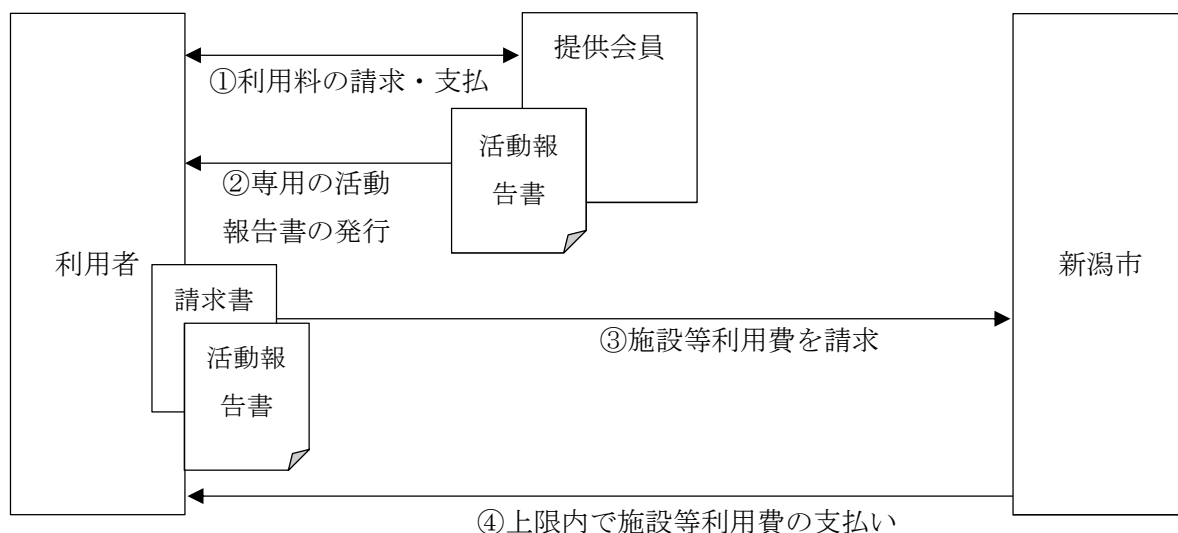 提供会員
①利用料の請求・支払
活動報
告書
②専用の活動
報告書の発行
利用者
新潟市
請求書
③施設等利用費を請求
活動報
告書
④上限内で施設等利用費の支払い